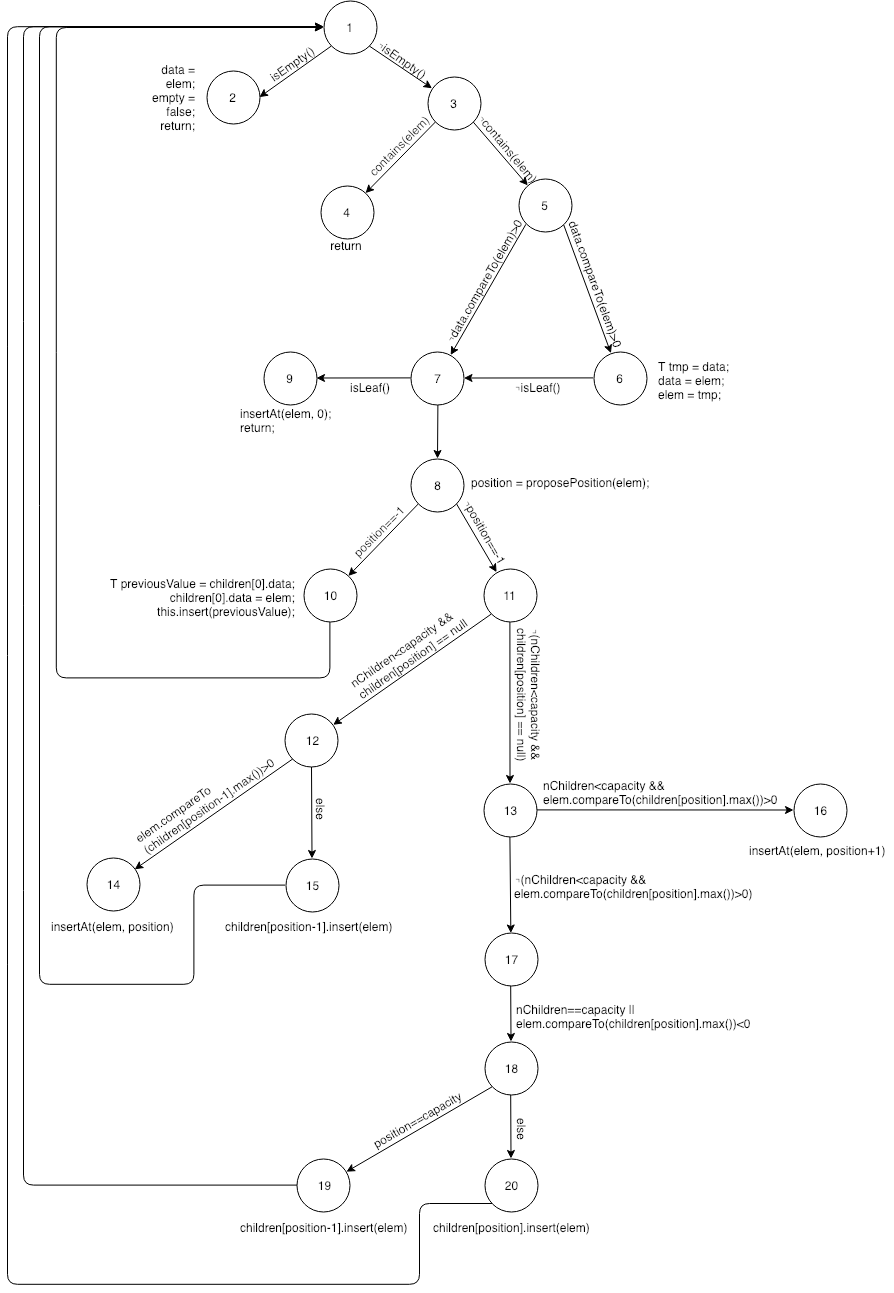 1
isEmpty()
¬isEmpty()
data =
elem;
empty =
false;
return;
2
3
contains(elem)
¬contains(elem)
4
return
5
¬data.compareTo(elem)>0
data.compareTo(elem)>0
9
isLeaf()
7
¬isLeaf()
6
T tmp = data;
data = elem;
elem = tmp;
insertAt(elem, 0);
return;
8
position = proposePosition(elem);
position==-1
¬position==-1
T previousValue = children[0].data;
children[0].data = elem;
this.insert(previousValue);
10
11
nChildren<capacity &&
children[position] == null
¬(nChildren<capacity &&
children[position] == null)
12
elem.compareTo
(children[position-1].max())>0
else
13
nChildren<capacity &&
elem.compareTo(children[position].max())>0
16
insertAt(elem, position+1)
14
insertAt(elem, position)
15
children[position-1].insert(elem)
¬(nChildren<capacity &&
elem.compareTo(children[position].max())>0)
17
nChildren==capacity ||
elem.compareTo(children[position].max())<0
18
position==capacity
else
19
children[position-1].insert(elem)
20
children[position].insert(elem)